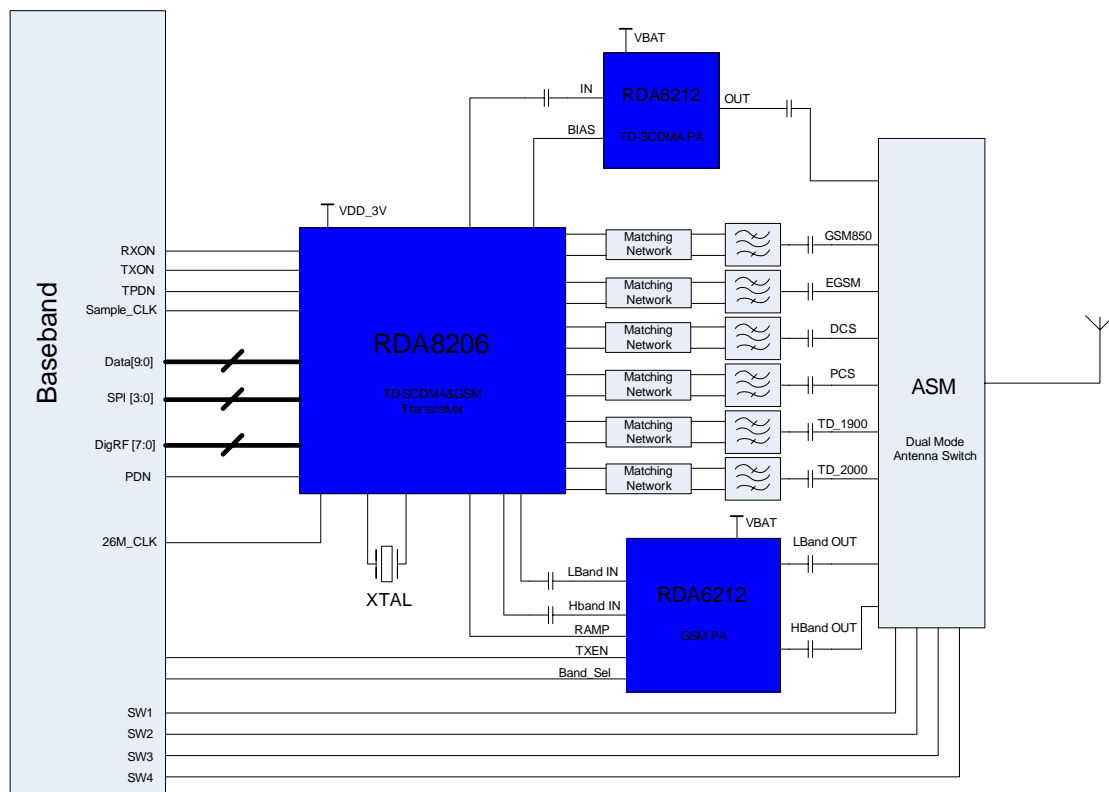 VBAT
RDA8212
TD-SCDMA PA
IN
BIAS
OUT
VDD_3V
Baseband
RXON
TXON
TPDN
Sample_CLK
Data[9:0]
SPI [3:0]
DigRF [7:0]
PDN
26M_CLK
RDA8206
TD-SCDMA&GSM
Transceiver
Matching
Network
GSM850
Matching
Network
EGSM
Matching
Network
DCS
Matching
Network
PCS
Matching
Network
TD_1900
Matching
Network
TD_2000
ASM
Dual Mode
Antenna Switch
XTAL
VBAT
RDA6212
GSM PA
LBand IN
Hband IN
RAMP
TXEN
Band_Sel
LBand OUT
HBand OUT
SW1
SW2
SW3
SW4